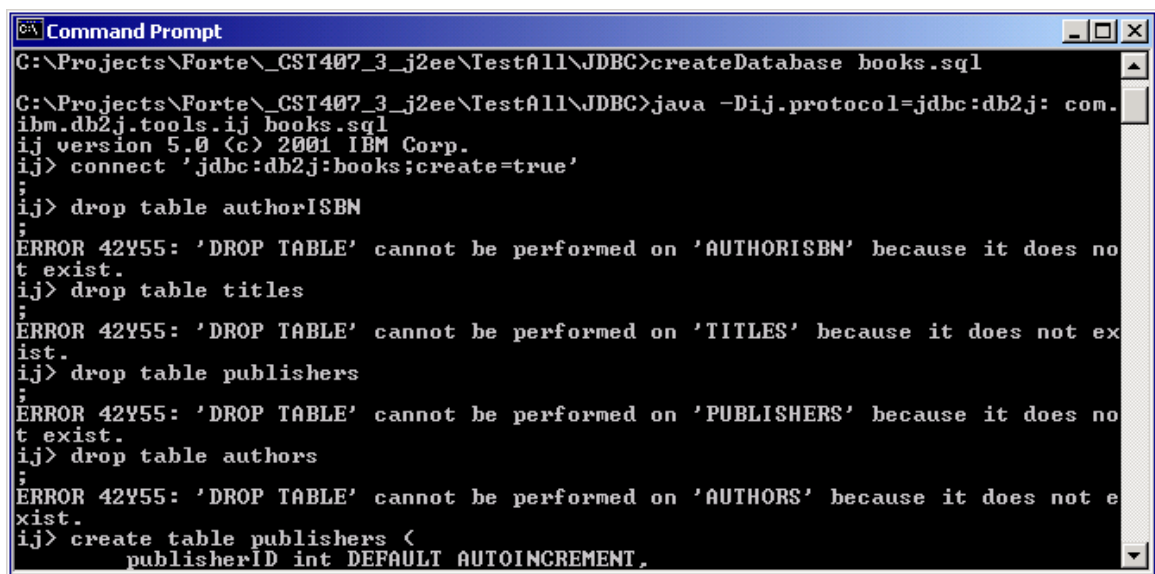 Command Prompt
C:\Projects\Forte\_CST407_3_j2ee\TestAll\JDBC>createDatabase books.sql
C:\Projects\Forte\_CST407_3_j2ee\TestAll\JDBC>java -Dij.protocol=jdbc:db2j: com.
ibm.db2j.tools.ij books.sql
ij version 5.0 (c) 2001 IBM Corp.
ij> connect 'jdbc:db2j:books;create=true'
;
ij> drop table authorISBN
;
ERROR 42Y55: 'DROP TABLE' cannot be performed on 'AUTHORISBN' because it does no
t exist.
ij> drop table titles
;
ERROR 42Y55: 'DROP TABLE' cannot be performed on 'TITLES' because it does not ex
ist.
ij> drop table publishers
;
ERROR 42Y55: 'DROP TABLE' cannot be performed on 'PUBLISHERS' because it does no
t exist.
ij> drop table authors
;
ERROR 42Y55: 'DROP TABLE' cannot be performed on 'AUTHORS' because it does not e
xist.
ij> create table publishers (
publisherID int DEFAULT AUTOINCREMENT,